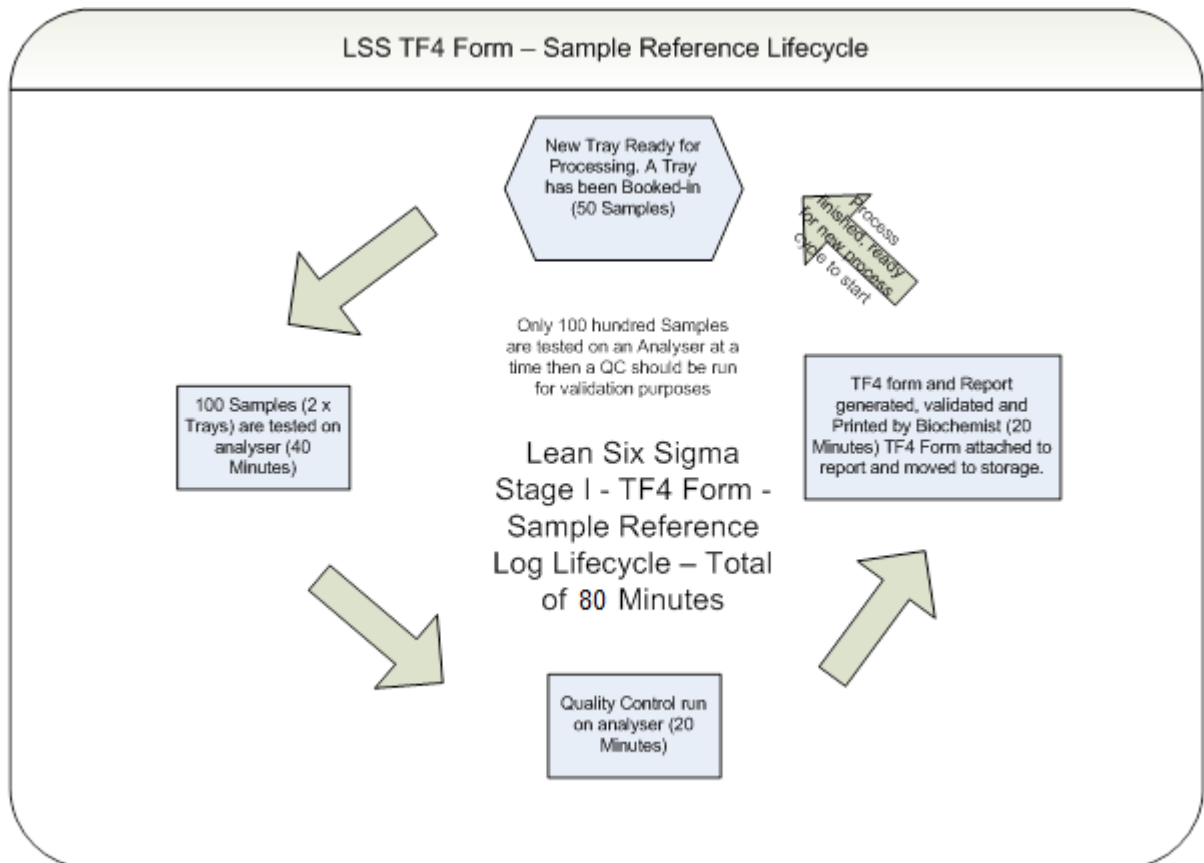 LSS TF4 Form – Sample Reference Lifecycle
New Tray Ready for
Processing. A Tray
has been Booked-in
(50 Samples)
Process
finished, ready
for new process
cycle to start
Only 100 hundred Samples
are tested on an Analyser at a
time then a QC should be run
for validation purposes
100 Samples (2 x
Trays) are tested on
analyser (40
Minutes)
TF4 form and Report
generated, validated and
Printed by Biochemist (20
Minutes) TF4 Form attached to
report and moved to storage.
Lean Six Sigma
Stage I - TF4 Form -
Sample Reference
Log Lifecycle – Total
of 80 Minutes
Quality Control run
on analyser (20
Minutes)